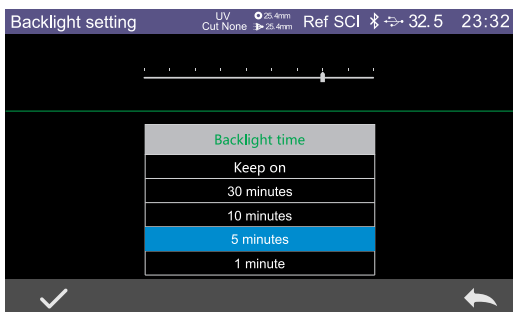 Backlight setting UV Cut None 25.4mm 25.4mm Ref SCI 32.5 23:32
Backlight time
Keep on
30 minutes
10 minutes
5 minutes
1 minute